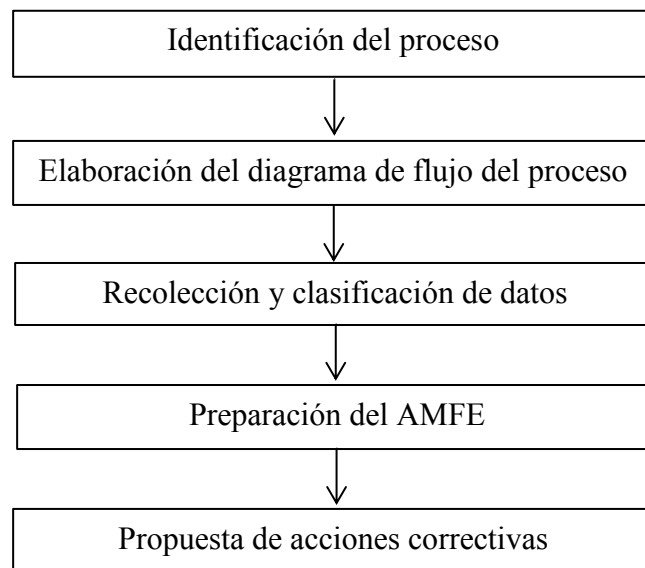 Identificación del proceso
Elaboración del diagrama de flujo del proceso
Recolección y clasificación de datos
Preparación del AMFE
Propuesta de acciones correctivas